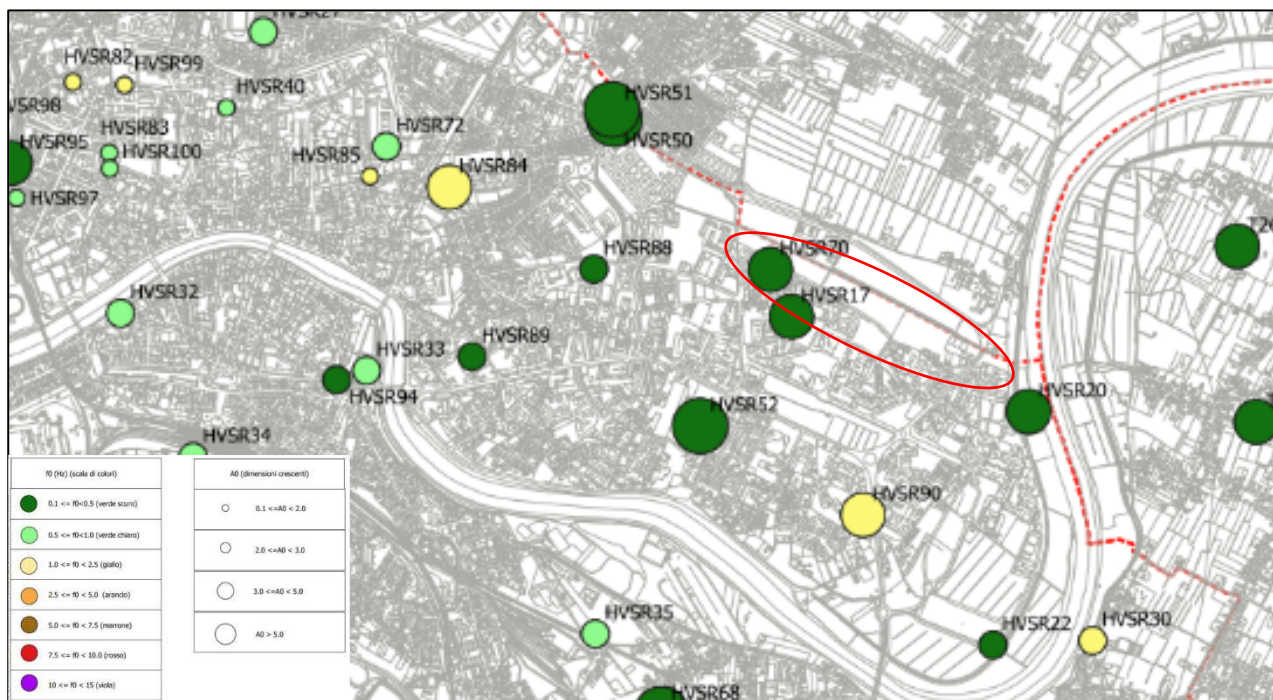 HVSR82
HVSR99
HVSR40
HVSR51
HVSR95
HVSR83
HVSR72
HVSR50
HVSR100
HVSR85
HVSR84
HVSR97
HVSR88
HVSR70
HVSR32
HVSR17
HVSR89
HVSR33
HVSR94
HVSR20
HVSR52
HVSR34
HVSR90
HVSR35
HVSR22
HVSR30
HVSR68
f0 (Hz) (scala di colori)
0.1 <= f0<0.5 (verde scuro)
0.5 <= f0<1.0 (verde chiaro)
1.0 <= f0 < 2.5 (giallo)
2.5 <= f0 < 5.0 (arancio)
5.0 <= f0 < 7.5 (marrone)
7.5 <= f0 < 10.0 (rosso)
10 <= f0 < 15 (viola)
A0 (dimensioni crescenti)
0.1 <=A0 < 2.0
2.0 <=A0 < 3.0
3.0 <=A0 < 5.0
A0 > 5.0